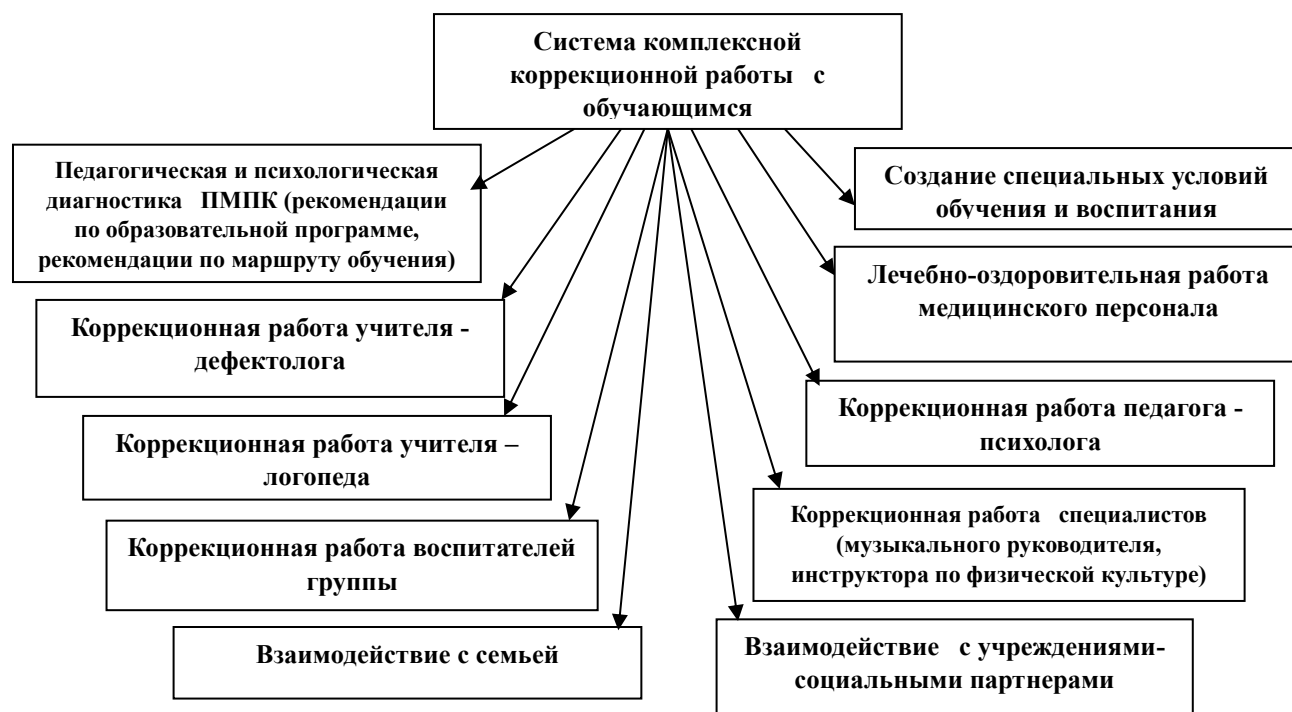 Система комплексной
коррекционной работы с
обучающимся
Педагогическая и психологическая
диагностика ПМПК (рекомендации
по образовательной программе,
рекомендации по маршруту обучения)
Создание специальных условий
обучения и воспитания
Лечебно-оздоровительная работа
медицинского персонала
Коррекционная работа учителя -
дефектолога
Коррекционная работа педагога -
психолога
Коррекционная работа учителя –
логопеда
Коррекционная работа специалистов
(музыкального руководителя,
инструктора по физической культуре)
Коррекционная работа воспитателей
группы
Взаимодействие с семьей
Взаимодействие с учреждениями-
социальными партнерами